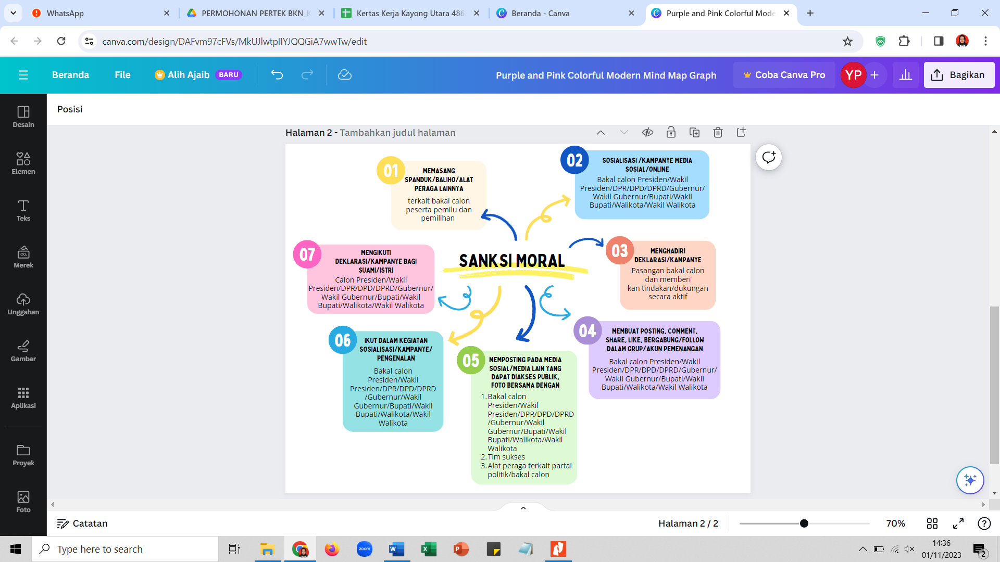 WhatsApp
PERMOHONAN PERTEK BKN_K
Kertas Kerja Kayong Utara 486
Beranda - Canva
Purple and Pink Colorful Mode
canva.com/design/DAFvm97cFVs/MkUJlwtpIIYJQQGiA7wwTw/edit
Beranda
File
Alih Ajaib
BARU
Purple and Pink Colorful Modern Mind Map Graph
Coba Canva Pro
YP
Bagikan
Posisi
Desain
Elemen
Teks
CO.
Merek
Unggahan
Gambar
Aplikasi
Proyek
Foto
Halaman 2 - Tambahkan judul halaman
01
MEMASANG
SPANDUK/BALIHO/ALAT
PERAGA LAINNYA
terkait bakal calon
peserta pemilu dan
pemilihan
02
SOSIALISASI /KAMPANYE MEDIA
SOSIAL/ONLINE
Bakal calon Presiden/Wakil
Presiden/DPR/DPD/DPRD/Gubernur/
Wakil Gubernur/Bupati/Wakil
Bupati/Walikota/Wakil Walikota
07
MENGIKUTI
DEKLARASI/KAMPANYE BAGI
SUAMI/ISTRI
Calon Presiden/Wakil
Presiden/DPR/DPD/DPRD/Gubernur/
Wakil Gubernur/Bupati/Wakil
Bupati/Walikota/Wakil Walikota
SANKSI MORAL
03
MENGHADIRI
DEKLARASI/KAMPANYE
Pasangan bakal calon
dan memberi
kan tindakan/dukungan
secara aktif
06
IKUT DALAM KEGIATAN
SOSIALISASI/KAMPANYE/
PENGENALAN
Bakal calon
Presiden/Wakil
Presiden/DPR/DPD/DPRD
/Gubernur/Wakil
Gubernur/Bupati/Wakil
Bupati/Walikota/Wakil
Walikota
05
MEMPOSTING PADA MEDIA
SOSIAL/MEDIA LAIN YANG
DAPAT DIAKSES PUBLIK,
FOTO BERSAMA DENGAN
1. Bakal calon
Presiden/Wakil
Presiden/DPR/DPD/DPRD
/Gubernur/Wakil
Gubernur/Bupati/Wakil
Bupati/Walikota/Wakil
Walikota
2. Tim sukses
3. Alat peraga terkait partai
politik/bakal calon
04
MEMBUAT POSTING, COMMENT,
SHARE, LIKE, BERGABUNG/FOLLOW
DALAM GRUP/AKUN PEMENANGAN
Bakal calon Presiden/Wakil
Presiden/DPR/DPD/DPRD/Gubernur/
Wakil Gubernur/Bupati/Wakil
Bupati/Walikota/Wakil Walikota
Catatan
Halaman 2 / 2
70%
Type here to search
zoom
14:36
01/11/2023
2